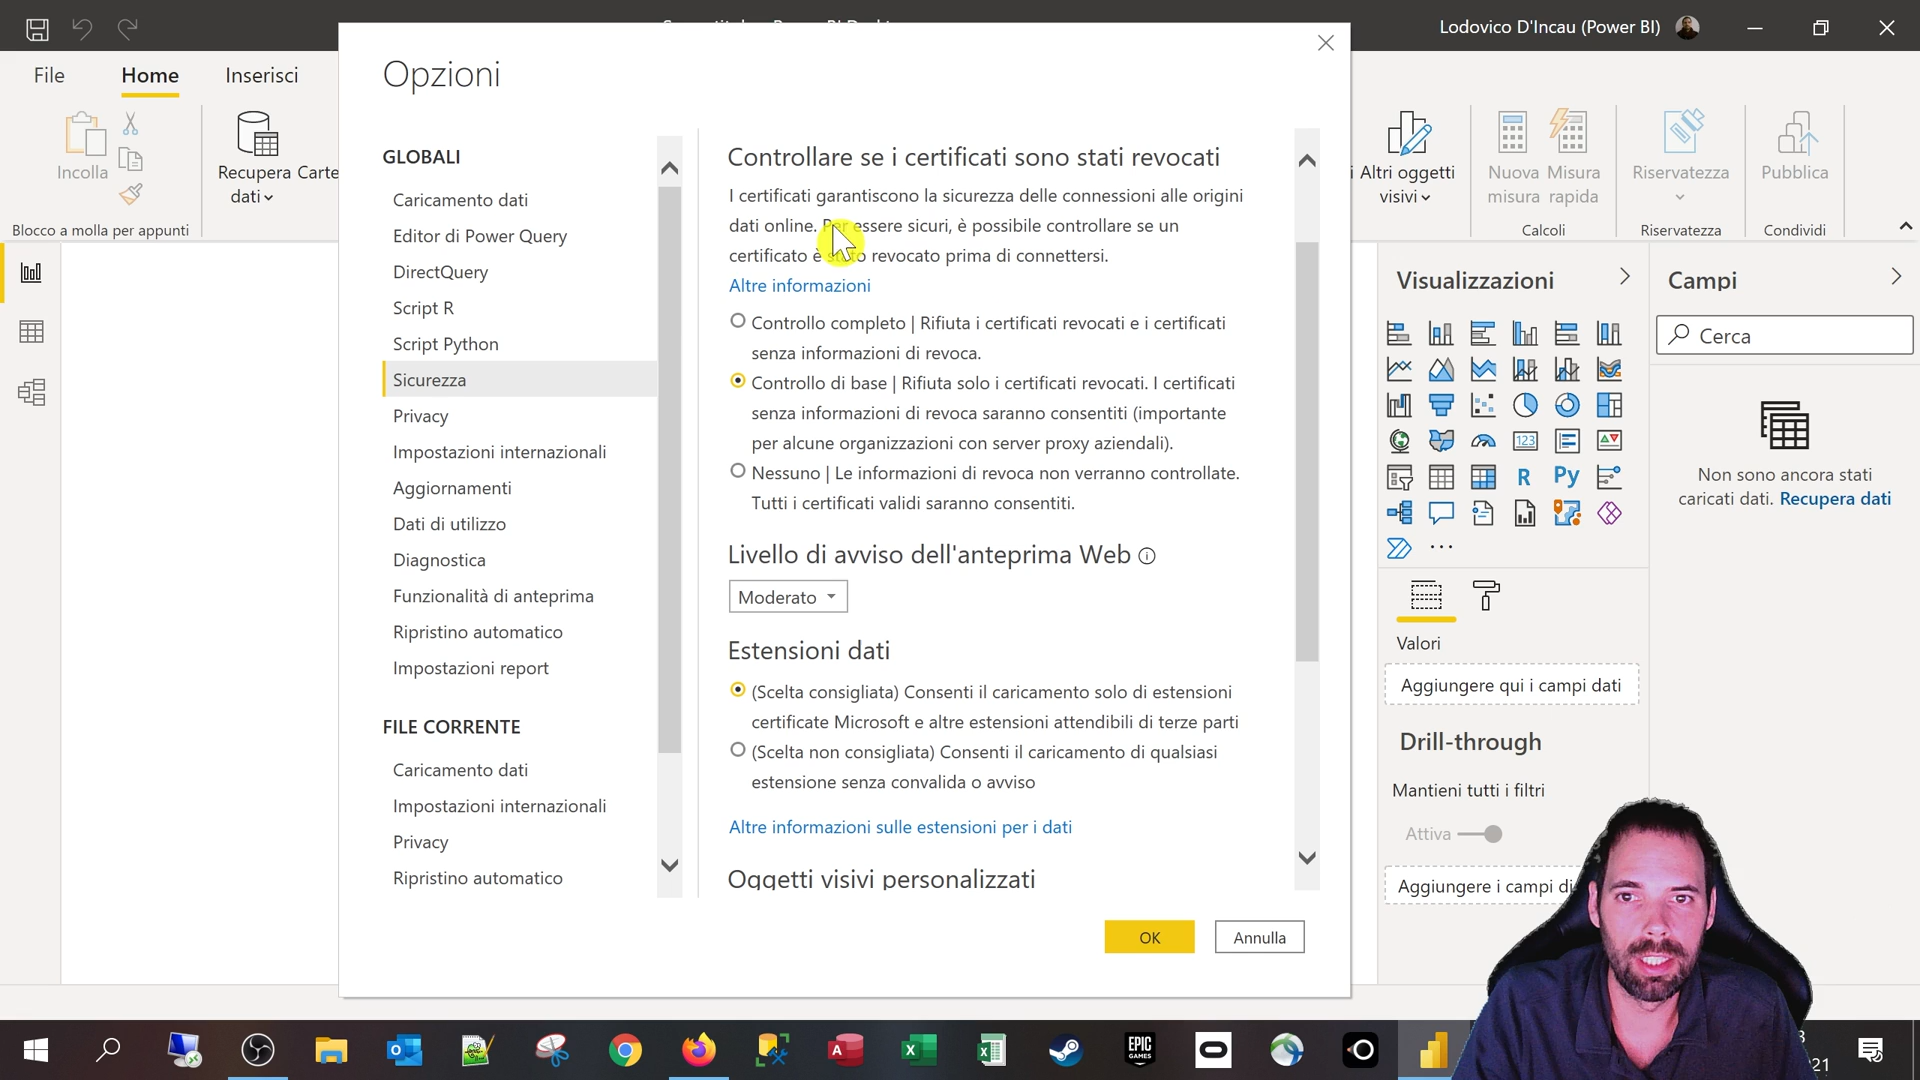 Lodovico D'Incau (Power BI)
File
Home
Inserisci
Incolla
Recupera
dati
Carte
Blocco a molla per appunti
Altri oggetti
visivi
Nuova
misura
Misura
rapida
Calcoli
Riservatezza
Riservatezza
Pubblica
Condividi
Opzioni
GLOBALI
Caricamento dati
Editor di Power Query
DirectQuery
Script R
Script Python
Sicurezza
Privacy
Impostazioni internazionali
Aggiornamenti
Dati di utilizzo
Diagnostica
Funzionalità di anteprima
Ripristino automatico
Impostazioni report
FILE CORRENTE
Caricamento dati
Impostazioni internazionali
Privacy
Ripristino automatico
Controllare se i certificati sono stati revocati
I certificati garantiscono la sicurezza delle connessioni alle origini
dati online. Per essere sicuri, è possibile controllare se un
certificato è stato revocato prima di connettersi.
Altre informazioni
Controllo completo | Rifiuta i certificati revocati e i certificati
senza informazioni di revoca.
Controllo di base | Rifiuta solo i certificati revocati. I certificati
senza informazioni di revoca saranno consentiti (importante
per alcune organizzazioni con server proxy aziendali).
Nessuno | Le informazioni di revoca non verranno controllate.
Tutti i certificati validi saranno consentiti.
Livello di avviso dell'anteprima Web
Moderato
Estensioni dati
(Scelta consigliata) Consenti il caricamento solo di estensioni
certificate Microsoft e altre estensioni attendibili di terze parti
(Scelta non consigliata) Consenti il caricamento di qualsiasi
estensione senza convalida o avviso
Altre informazioni sulle estensioni per i dati
Oggetti visivi personalizzati
OK
Annulla
Visualizzazioni
123
R
Py
Valori
Aggiungere qui i campi dati
Drill-through
Mantieni tutti i filtri
Attiva
Aggiungere i campi di
Campi
Cerca
Non sono ancora stati
caricati dati. Recupera dati
EPIC
GAMES
21